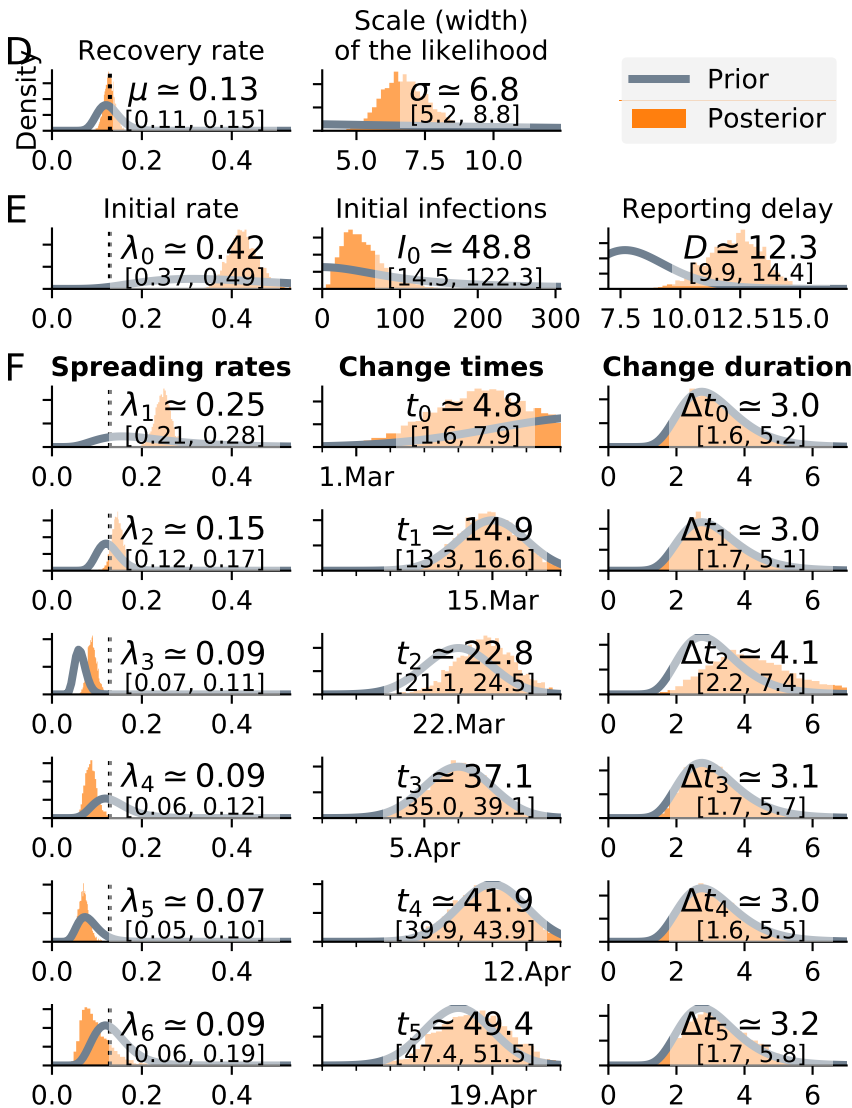 D
Density
Recovery rate
μ ≃ 0.13
[0.11, 0.15]
0.0 0.2 0.4
Scale (width)
of the likelihood
σ ≃ 6.8
[5.2, 8.8]
5.0 7.5 10.0
Prior
Posterior
E
Initial rate
λ0 ≃ 0.42
[0.37, 0.49]
0.0 0.2 0.4
Initial infections
I0 ≃ 48.8
[14.5, 122.3]
0 100 200 300
Reporting delay
D ≃ 12.3
[9.9, 14.4]
7.5 10.0 12.5 15.0
F
Spreading rates Change times Change duration
λ1 ≃ 0.25 t0 ≃ 4.8 Δt0 ≃ 3.0
[0.21, 0.28] [1.6, 7.9] [1.6, 5.2]
0.0 0.2 0.4 1.Mar 0 2 4 6
λ2 ≃ 0.15 t1 ≃ 14.9 Δt1 ≃ 3.0
[0.12, 0.17] [13.3, 16.6] [1.7, 5.1]
0.0 0.2 0.4 15.Mar 0 2 4 6
λ3 ≃ 0.09 t2 ≃ 22.8 Δt2 ≃ 4.1
[0.07, 0.11] [21.1, 24.5] [2.2, 7.4]
0.0 0.2 0.4 22.Mar 0 2 4 6
λ4 ≃ 0.09 t3 ≃ 37.1 Δt3 ≃ 3.1
[0.06, 0.12] [35.0, 39.1] [1.7, 5.7]
0.0 0.2 0.4 5.Apr 0 2 4 6
λ5 ≃ 0.07 t4 ≃ 41.9 Δt4 ≃ 3.0
[0.05, 0.10] [39.9, 43.9] [1.6, 5.5]
0.0 0.2 0.4 12.Apr 0 2 4 6
λ6 ≃ 0.09 t5 ≃ 49.4 Δt5 ≃ 3.2
[0.06, 0.19] [47.4, 51.5] [1.7, 5.8]
0.0 0.2 0.4 19.Apr 0 2 4 6